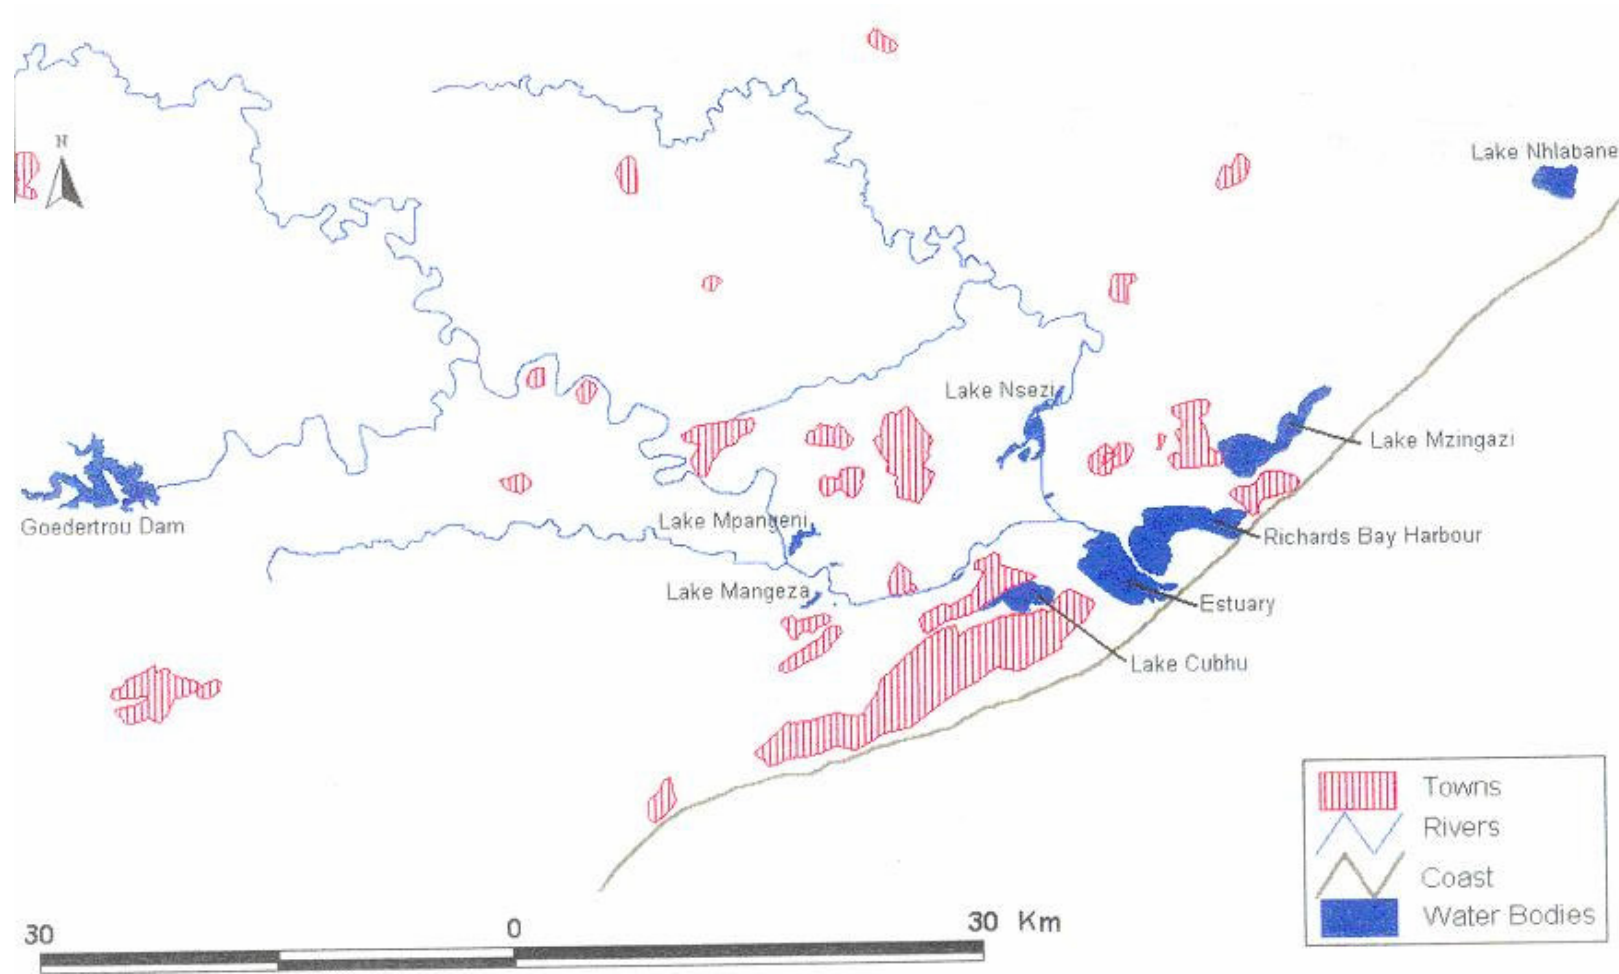 N
Lake Nhlabane
Lake Nsezi
Lake Mzingazi
Goedertrou Dam
Lake Mpangeni
Richards Bay Harbour
Lake Mangeza
Estuary
Lake Cubhu
Towns
Rivers
Coast
Water Bodies
30 0 30 Km